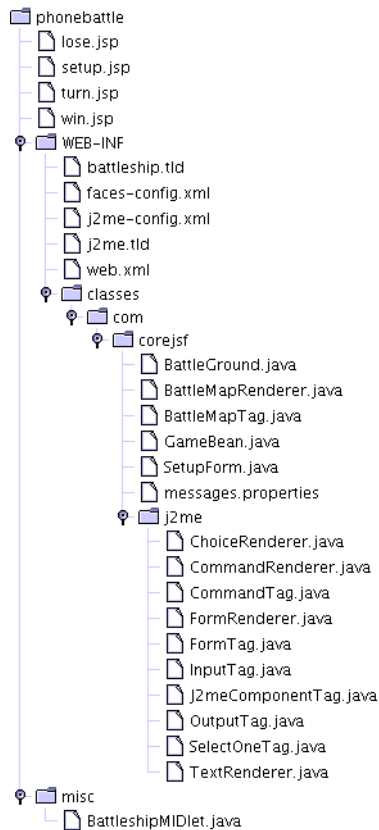 phonebattle
lose.jsp
setup.jsp
turn.jsp
win.jsp
WEB-INF
battleship.tld
faces-config.xml
j2me-config.xml
j2me.tld
web.xml
classes
com
corejsf
BattleGround.java
BattleMapRenderer.java
BattleMapTag.java
GameBean.java
SetupForm.java
messages.properties
j2me
ChoiceRenderer.java
CommandRenderer.java
CommandTag.java
FormRenderer.java
FormTag.java
InputTag.java
J2meComponentTag.java
OutputTag.java
SelectOneTag.java
TextRenderer.java
misc
BattleshipMIDlet.java